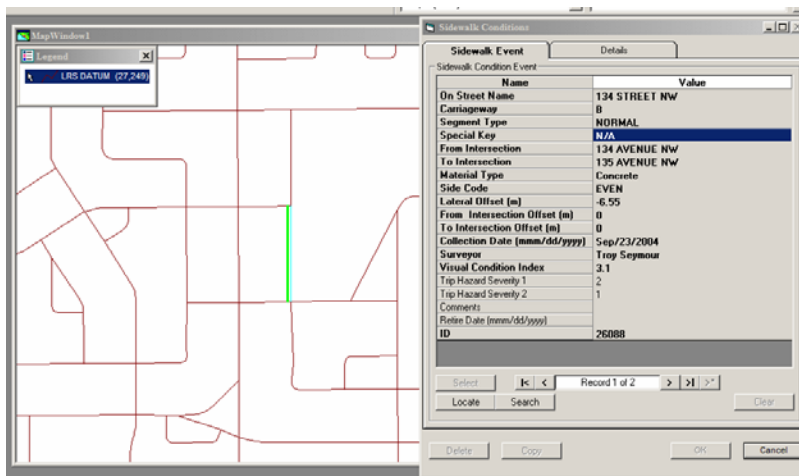 MapWindow1
Legend
LRS DATUM (27,249)
Sidewalk Conditions
Sidewalk Event Details
Sidewalk Condition Event
Name Value
On Street Name 134 STREET NW
Carriageway B
Segment Type NORMAL
Special Key N/A
From Intersection 134 AVENUE NW
To Intersection 135 AVENUE NW
Material Type Concrete
Side Code EVEN
Lateral Offset (m) -6.55
From Intersection Offset (m) 0
To Intersection Offset (m) 0
Collection Date (mmm/dd/yyyy) Sep/23/2004
Surveyor Troy Seymour
Visual Condition Index 3.1
Trip Hazard Severity 1 2
Trip Hazard Severity 2 1
Comments
Retire Date (mmm/dd/yyyy)
ID 26088
Select |< < Record 1 of 2 > >| >*
Locate Search Clear
Delete Copy OK Cancel